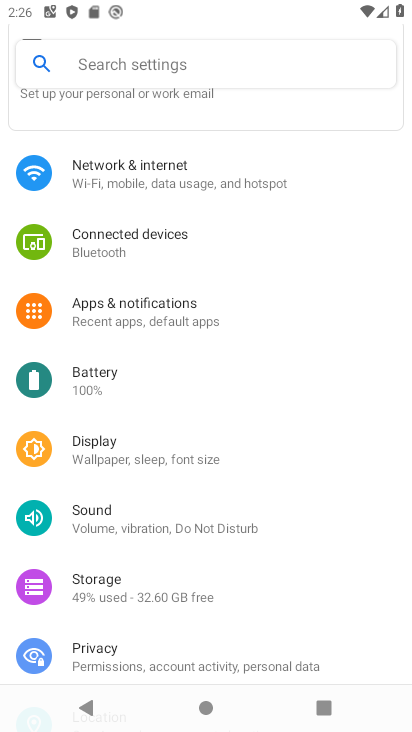 2:26
Search settings
Set up your personal or work email
Network & internet
Wi-Fi, mobile, data usage, and hotspot
Connected devices
Bluetooth
Apps & notifications
Recent apps, default apps
Battery
100%
Display
Wallpaper, sleep, font size
Sound
Volume, vibration, Do Not Disturb
Storage
49% used - 32.60 GB free
Privacy
Permissions, account activity, personal data
Location